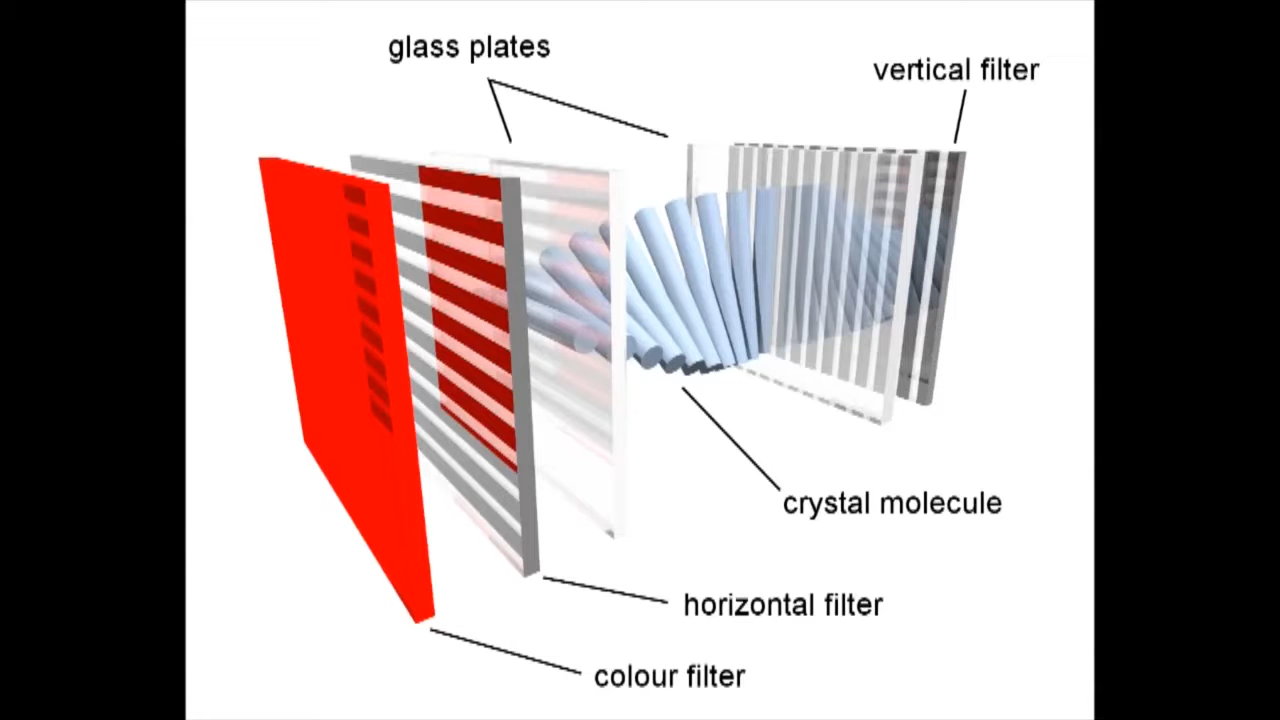 glass plates
vertical filter
crystal molecule
horizontal filter
colour filter